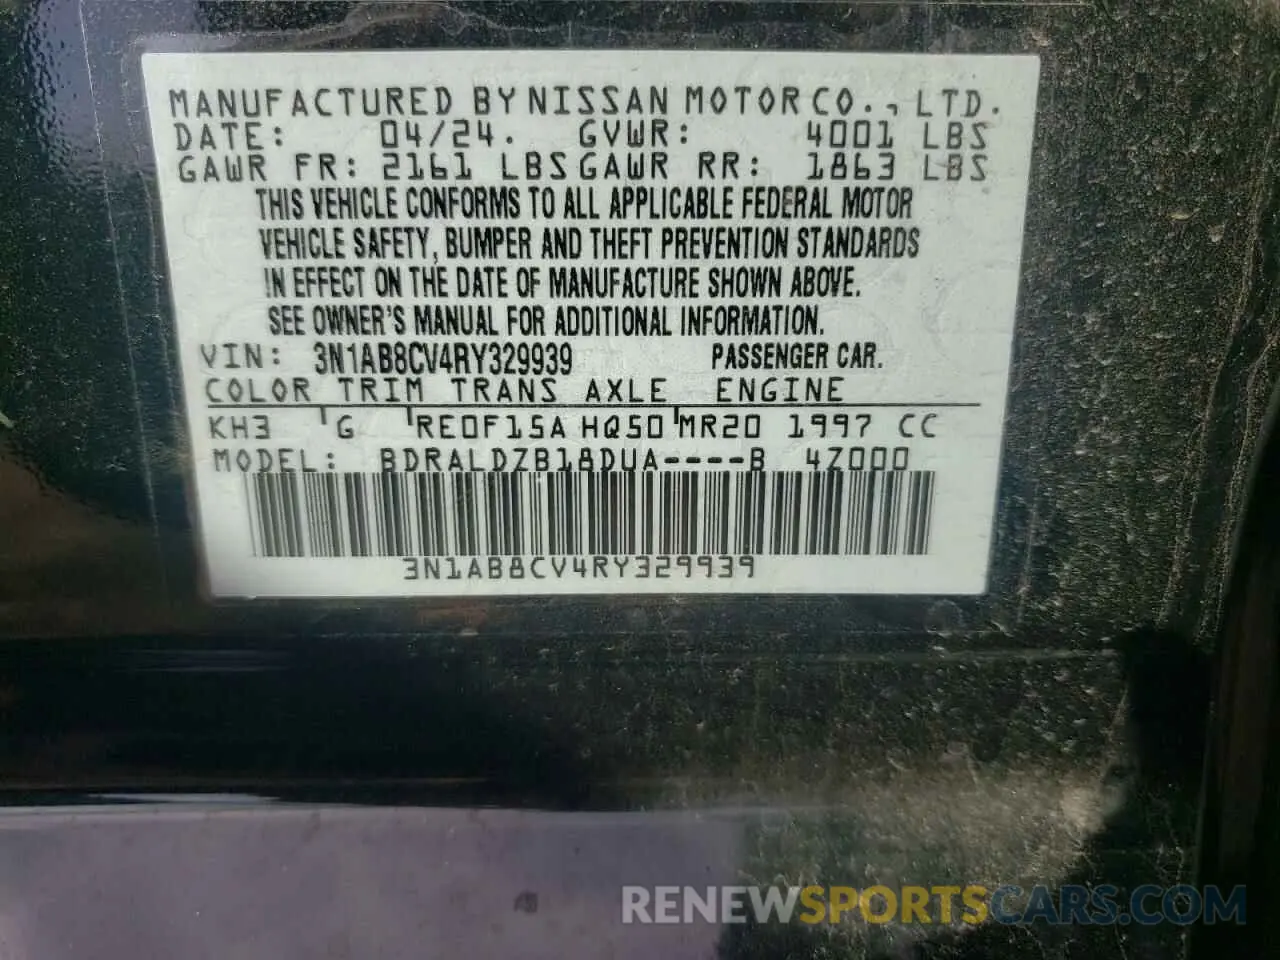 MANUFACTURED BY NISSAN MOTOR CO., LTD.
DATE: 04/24. GVWR: 4001 LBS
GAWR FR: 2161 LBS GAWR RR: 1863 LBS
THIS VEHICLE CONFORMS TO ALL APPLICABLE FEDERAL MOTOR
VEHICLE SAFETY, BUMPER AND THEFT PREVENTION STANDARDS
IN EFFECT ON THE DATE OF MANUFACTURE SHOWN ABOVE.
SEE OWNER'S MANUAL FOR ADDITIONAL INFORMATION.
VIN: 3N1AB8CV4RY329939 PASSENGER CAR.
COLOR TRIM TRANS AXLE ENGINE
KH3 G RE0F15A HQ50 MR20 1997 CC
MODEL: BDRALDZB18DUA----B 4Z000
3N1AB8CV4RY329939
RENEWSPORTSCARS.COM